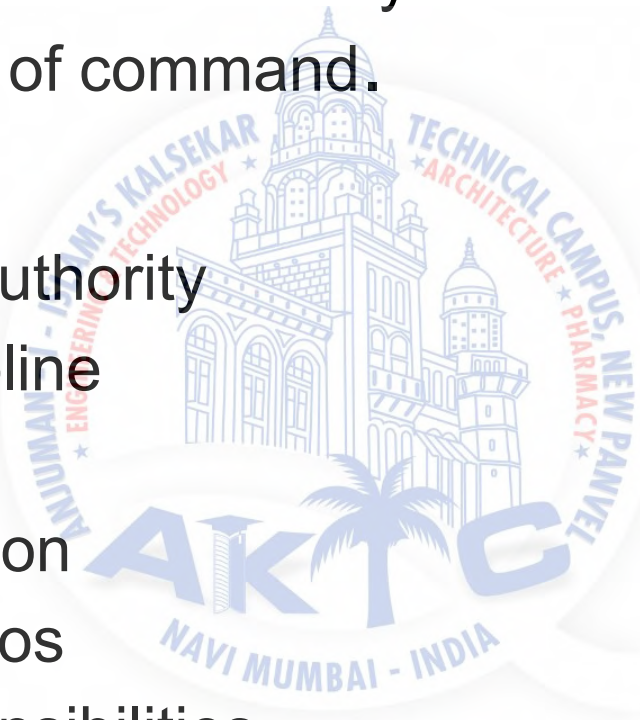 of command.
uthority
line
on
os
nsibilities
ANJUMAN - I - ISLAM'S KALSEKAR TECHNICAL CAMPUS, NEW PANVEL
★ ENGINEERING & TECHNOLOGY ★ ★ ARCHITECTURE ★ PHARMACY ★
AKTC
NAVI MUMBAI - INDIA